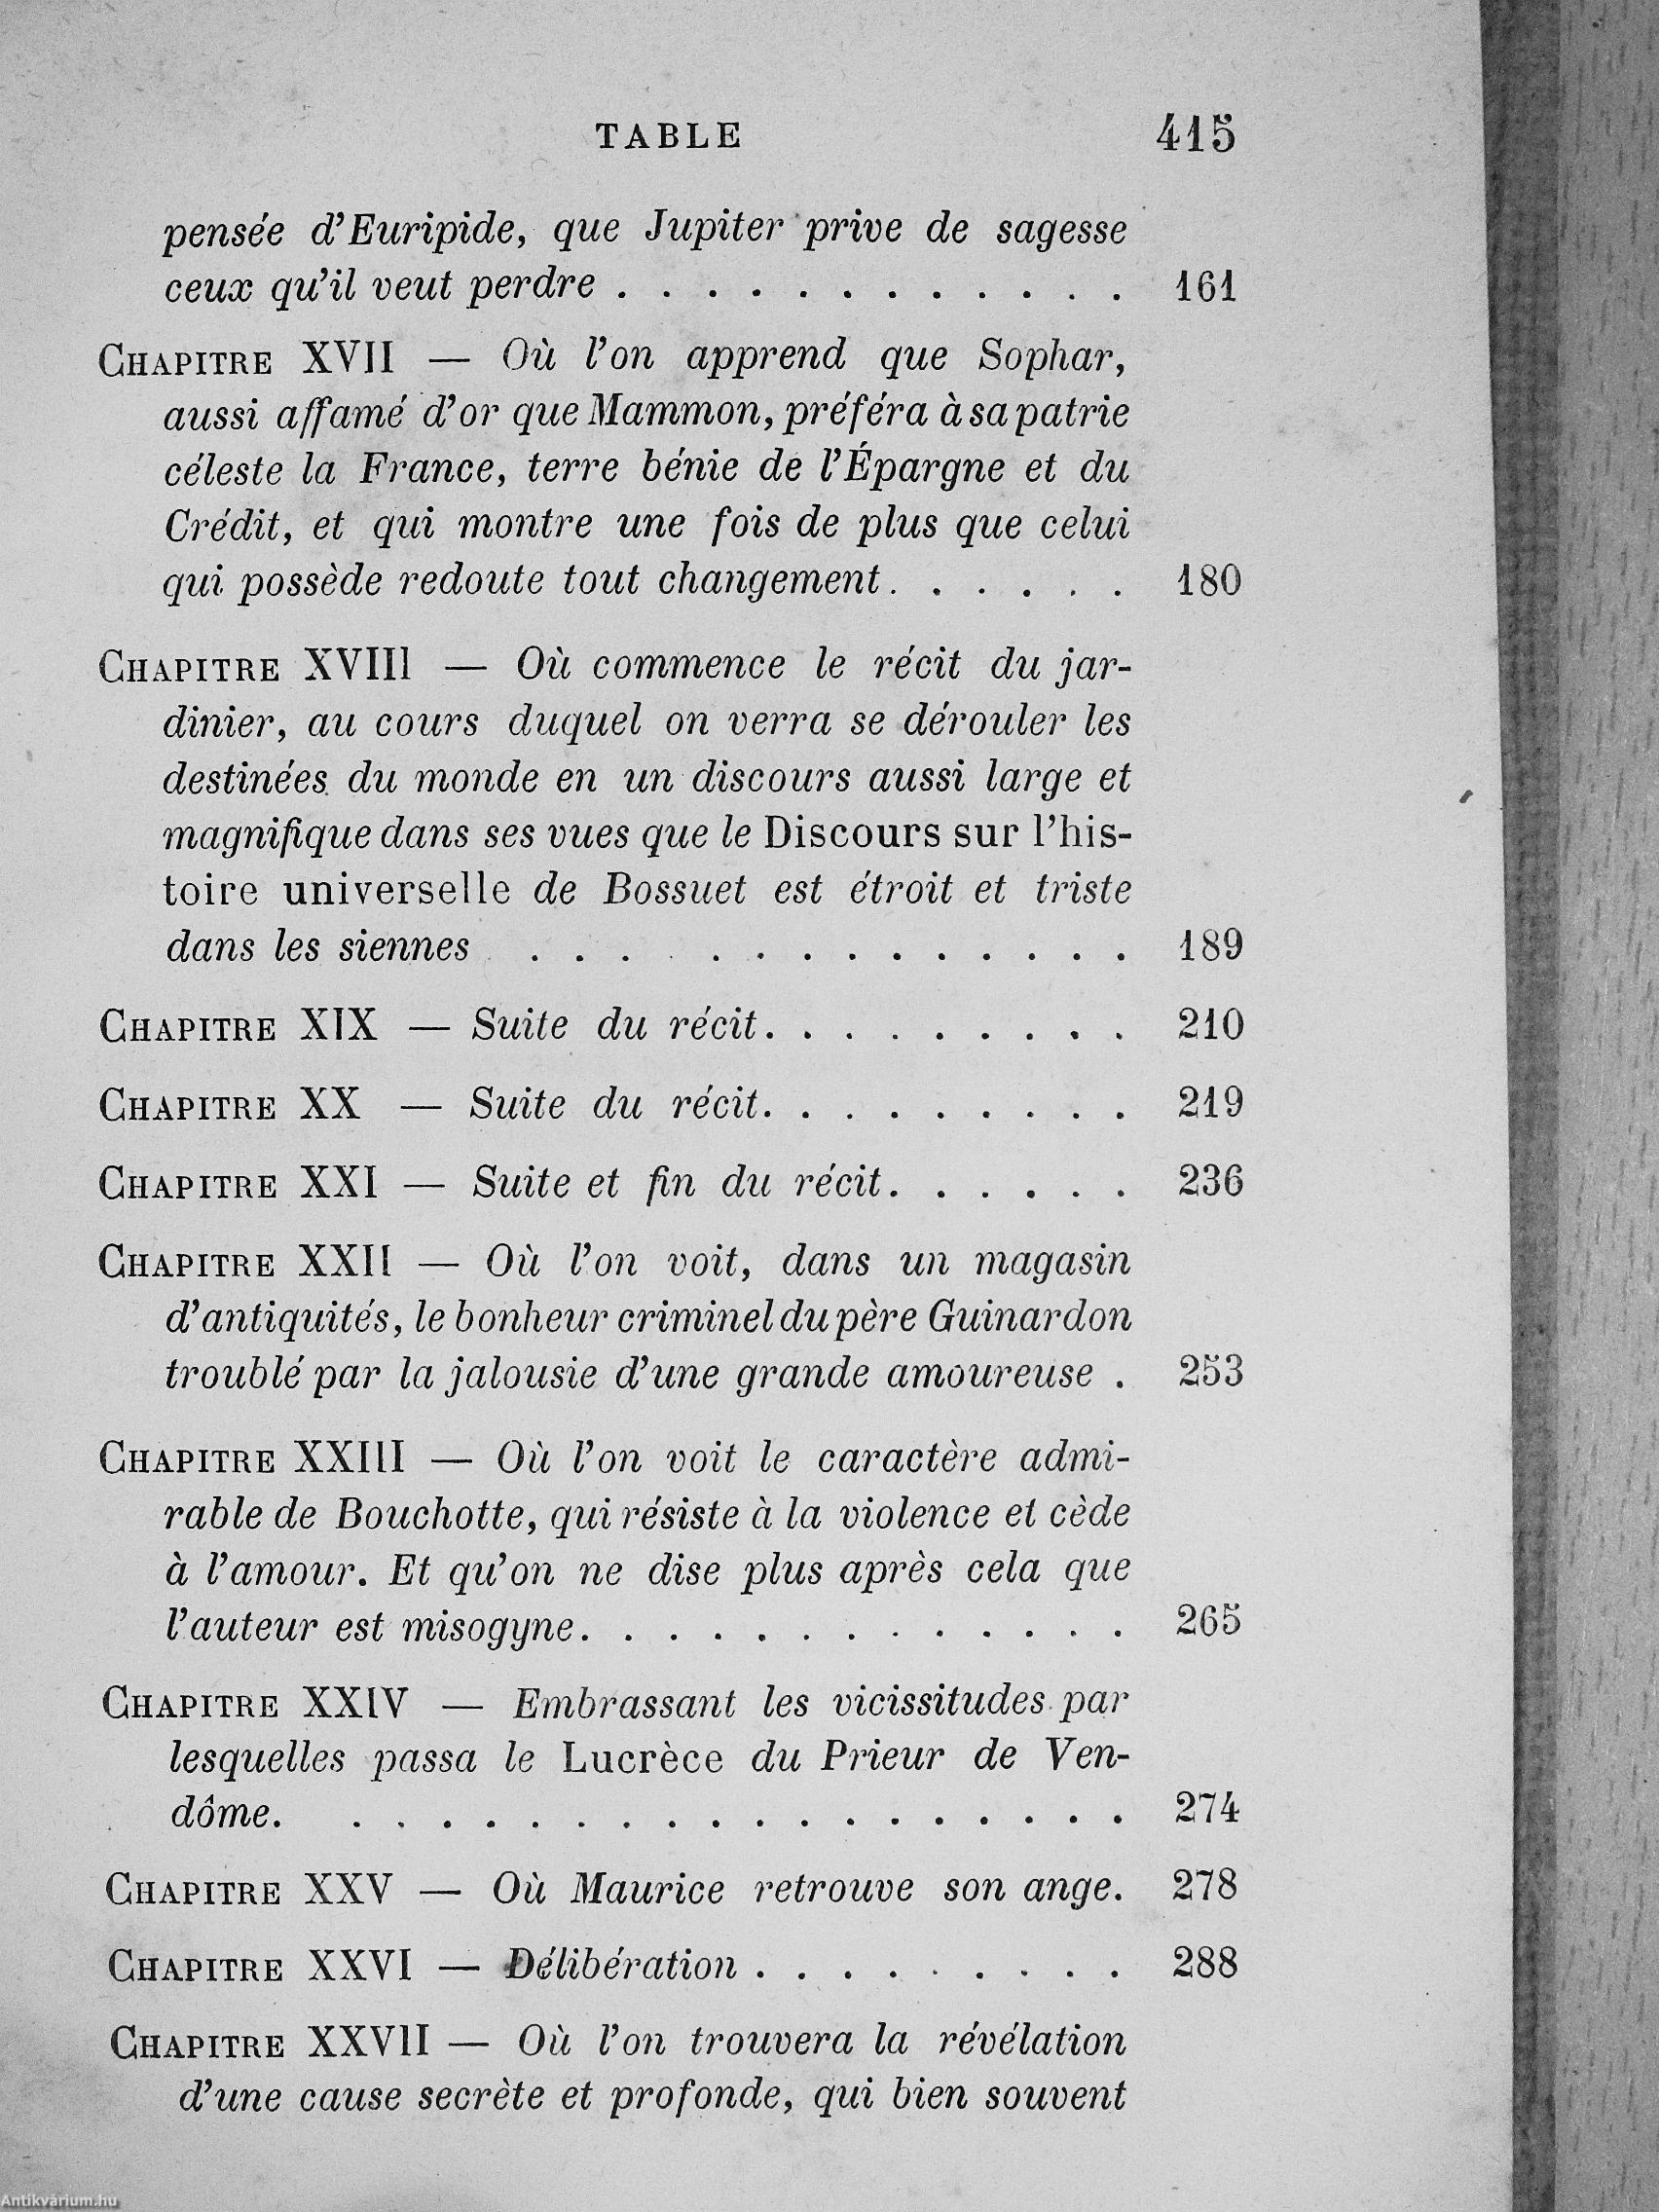 TABLE 415
pensée d'Euripide, que Jupiter prive de sagesse
ceux qu'il veut perdre . . . . . . . . . . . . 161
CHAPITRE XVII — Où l'on apprend que Sophar,
aussi affamé d'or que Mammon, préféra à sa patrie
céleste la France, terre bénie de l'Épargne et du
Crédit, et qui montre une fois de plus que celui
qui possède redoute tout changement . . . . . . 180
CHAPITRE XVIII — Où commence le récit du jar-
dinier, au cours duquel on verra se dérouler les
destinées du monde en un discours aussi large et
magnifique dans ses vues que le Discours sur l'his-
toire universelle de Bossuet est étroit et triste
dans les siennes . . . . . . . . . . . . . 189
CHAPITRE XIX — Suite du récit. . . . . . . . . 210
CHAPITRE XX — Suite du récit. . . . . . . . . 219
CHAPITRE XXI — Suite et fin du récit. . . . . . 236
CHAPITRE XXII — Où l'on voit, dans un magasin
d'antiquités, le bonheur criminel du père Guinardon
troublé par la jalousie d'une grande amoureuse . 253
CHAPITRE XXIII — Où l'on voit le caractère admi-
rable de Bouchotte, qui résiste à la violence et cède
à l'amour. Et qu'on ne dise plus après cela que
l'auteur est misogyne. . . . . . . . . . . . . 265
CHAPITRE XXIV — Embrassant les vicissitudes par
lesquelles passa le Lucrèce du Prieur de Ven-
dôme. . . . . . . . . . . . . . . . . . . 274
CHAPITRE XXV — Où Maurice retrouve son ange. 278
CHAPITRE XXVI — Délibération . . . . . . . . . 288
CHAPITRE XXVII — Où l'on trouvera la révélation
d'une cause secrète et profonde, qui bien souvent
Antikvárium.hu